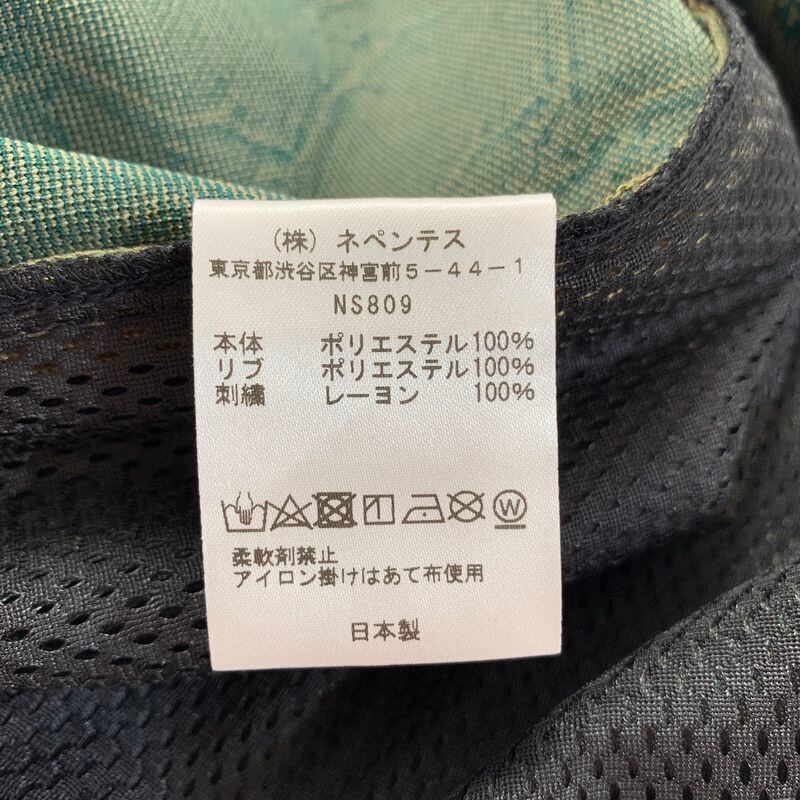 (株) ネペンテス
東京都渋谷区神宮前5-44-1
NS809
本体 ポリエステル100%
リブ ポリエステル100%
刺繍 レーヨン 100%
W
柔軟剤禁止
アイロン掛けはあて布使用
日本製